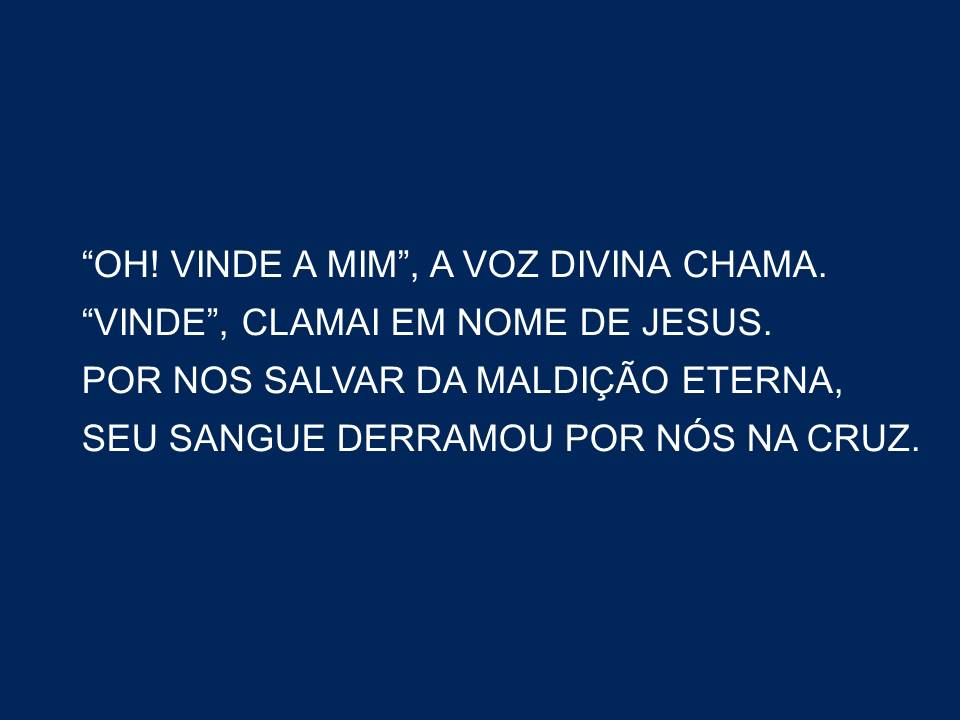 “OH! VINDE A MIM”, A VOZ DIVINA CHAMA.
“VINDE”, CLAMAI EM NOME DE JESUS.
POR NOS SALVAR DA MALDIÇÃO ETERNA,
SEU SANGUE DERRAMOU POR NÓS NA CRUZ.